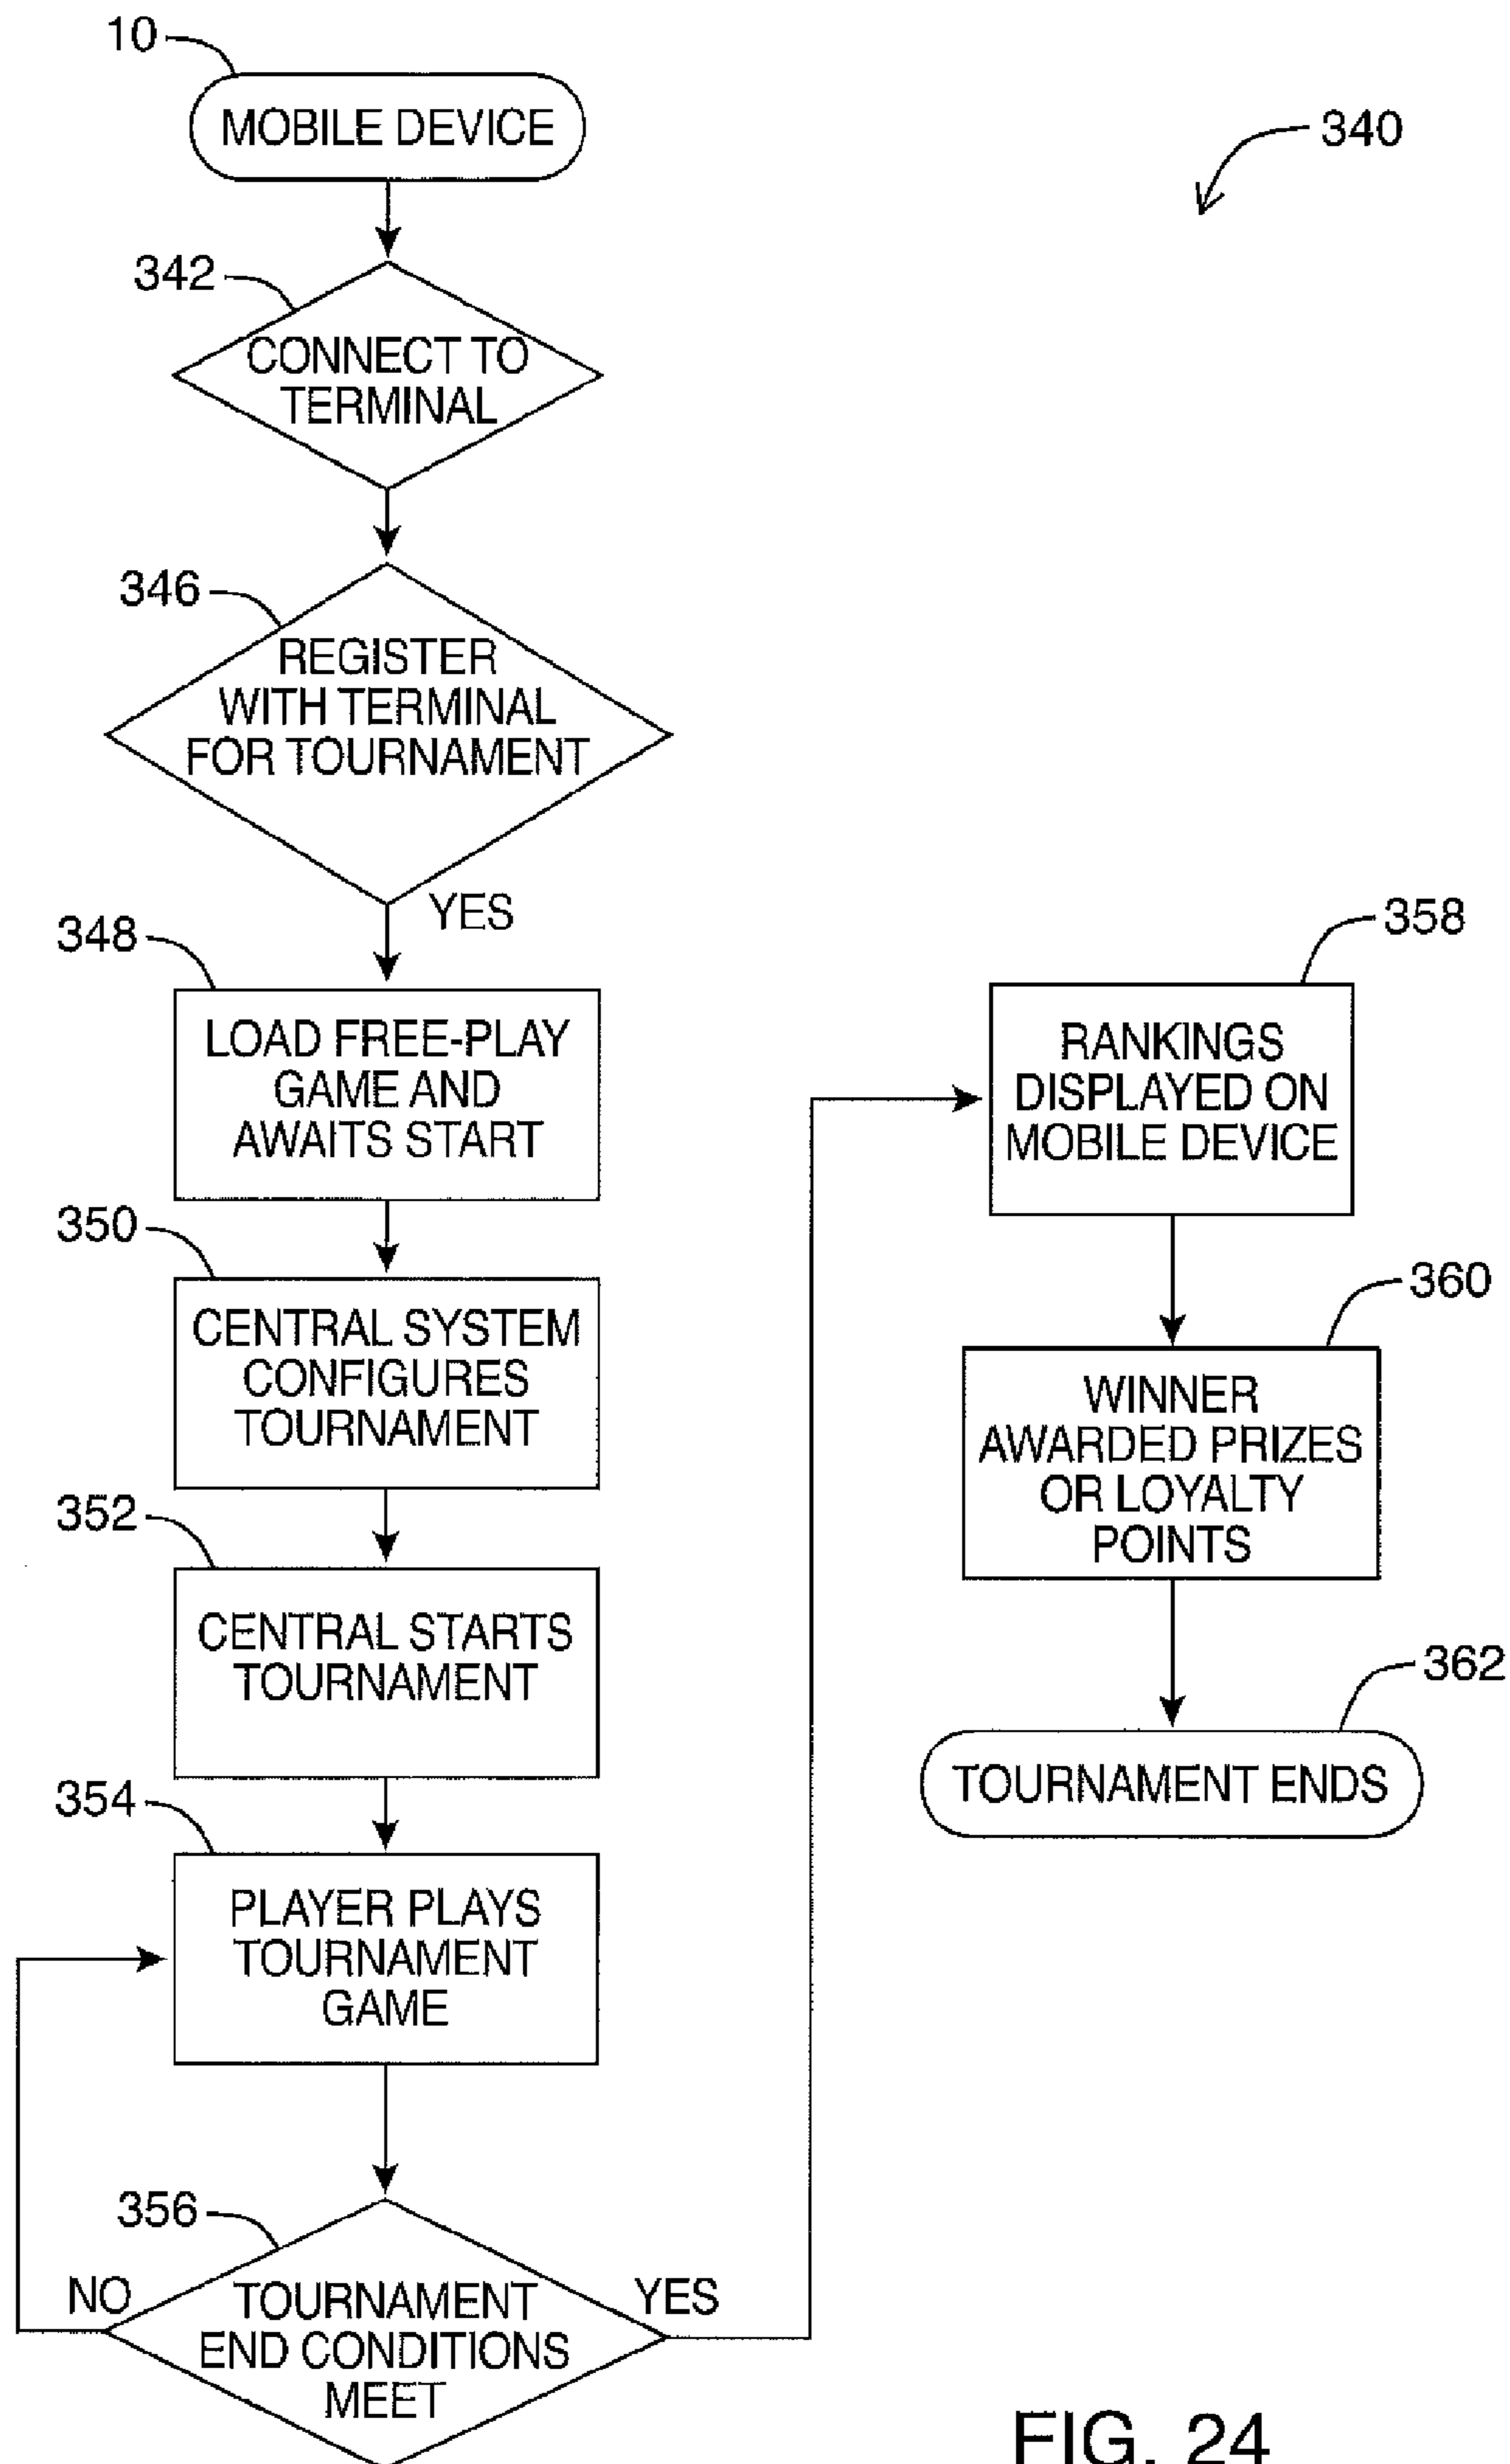 10
MOBILE DEVICE
340
342
CONNECT TO
TERMINAL
346
REGISTER
WITH TERMINAL
FOR TOURNAMENT
YES
348
LOAD FREE-PLAY
GAME AND
AWAITS START
350
CENTRAL SYSTEM
CONFIGURES
TOURNAMENT
352
CENTRAL STARTS
TOURNAMENT
354
PLAYER PLAYS
TOURNAMENT
GAME
356
NO
TOURNAMENT
END CONDITIONS
MEET
YES
358
RANKINGS
DISPLAYED ON
MOBILE DEVICE
360
WINNER
AWARDED PRIZES
OR LOYALTY
POINTS
362
TOURNAMENT ENDS
FIG. 24